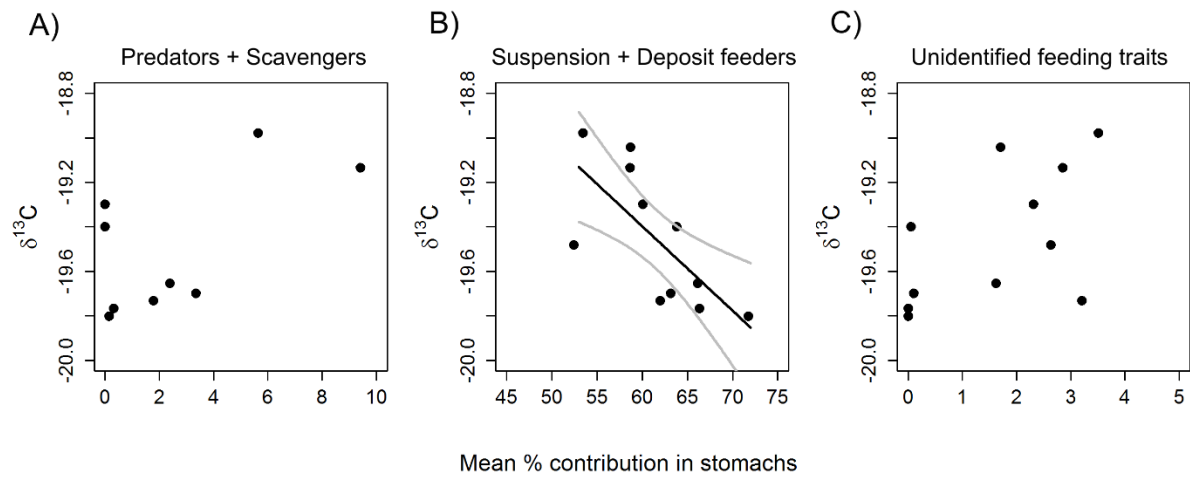 A)
Predators + Scavengers
δ¹³C
-18.8
-19.2
-19.6
-20.0
0 2 4 6 8 10
B)
Suspension + Deposit feeders
δ¹³C
-18.8
-19.2
-19.6
-20.0
45 50 55 60 65 70 75
C)
Unidentified feeding traits
δ¹³C
-18.8
-19.2
-19.6
-20.0
0 1 2 3 4 5
Mean % contribution in stomachs